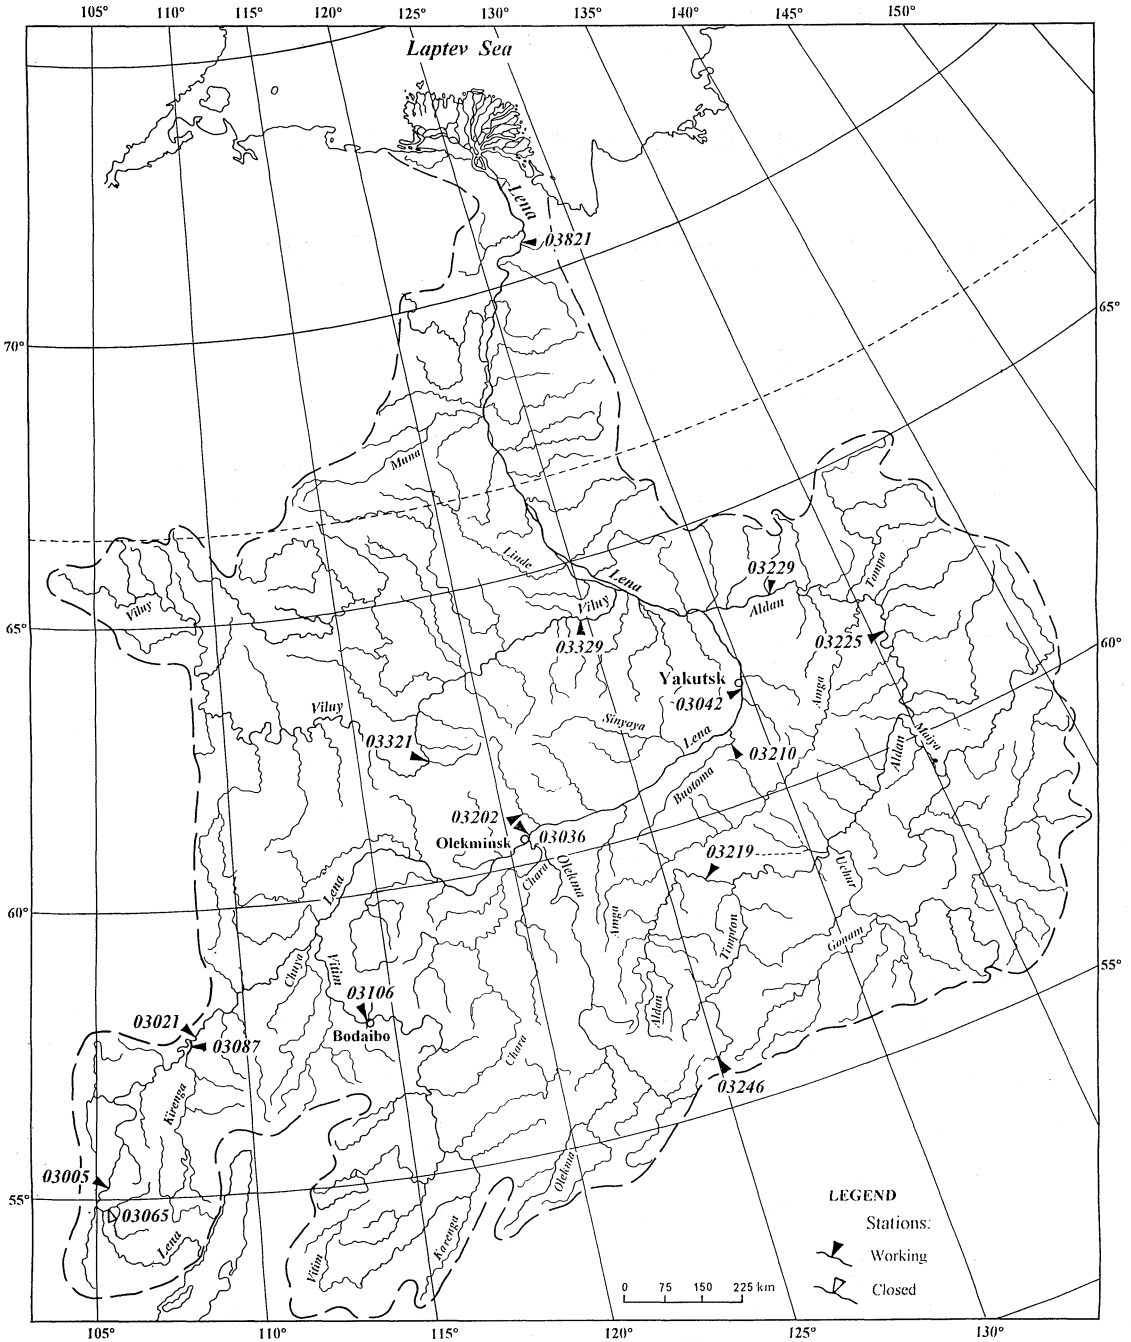 105° 110° 115° 120° 125° 130° 135° 140° 145° 150°
Laptev Sea
Lena
03821
65°
70°
Muna
Linde
Lena
03229
Tompo
Viluy
Viluy
Aldan
65°
03329
03225
60°
Yakutsk
03042
Amga
Viluy
Sinyaya
Lena
Aldan
Maiya
03321
03210
Buotoma
03202
03036
Olekminsk
03219
Chara
Olekma
Uchur
Lena
60°
Amga
Timpton
Gonam
Chaya
Vitim
55°
03106
Aldan
03021
Bodaibo
03087
Chara
03246
Kirenga
03005
Olekma
55°
03065
LEGEND
Stations:
Lena
Karenga
Vitim
Working
0 75 150 225 km
Closed
105° 110° 115° 120° 125° 130°